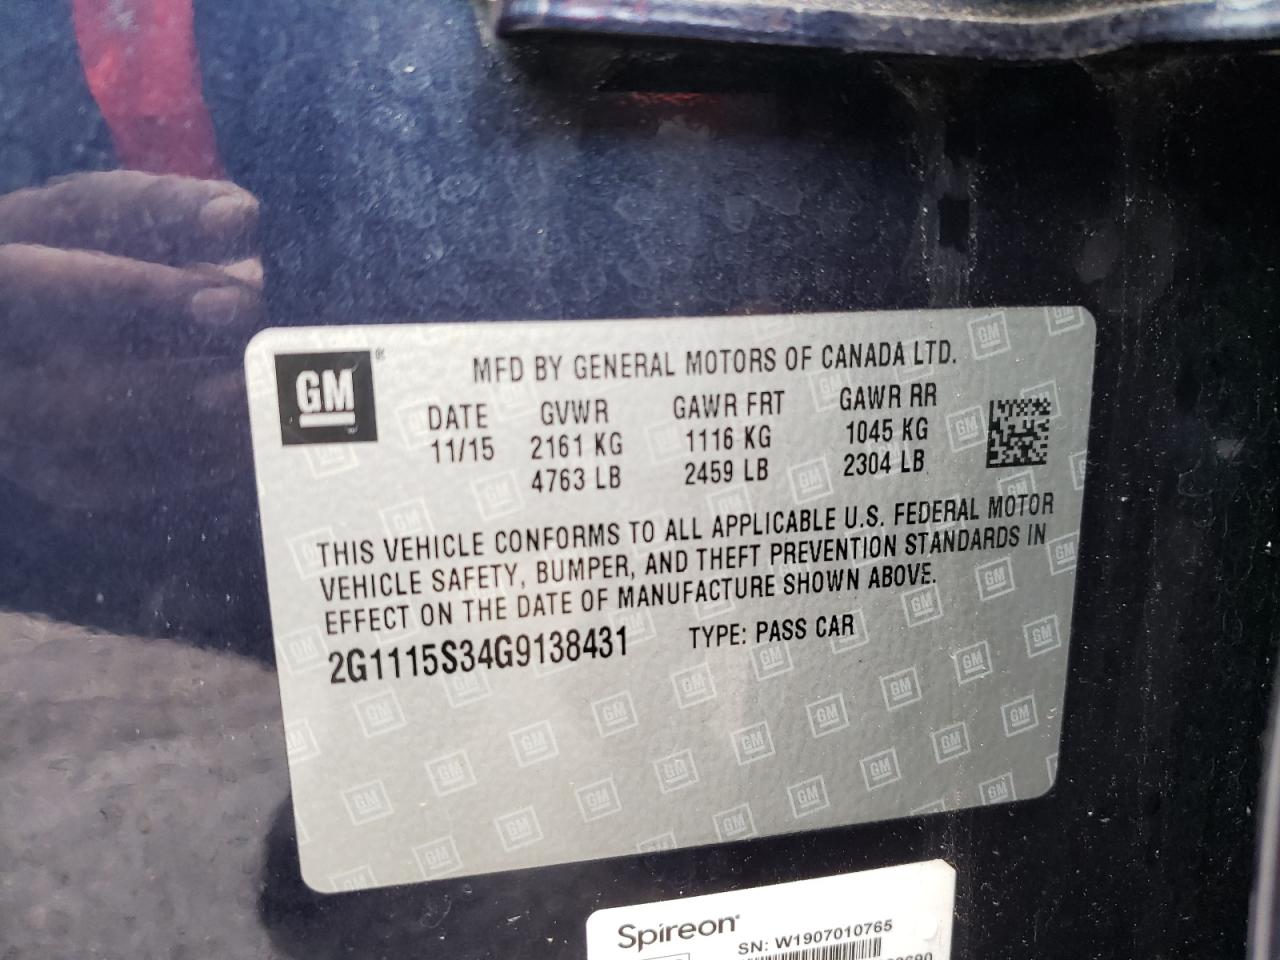 GM
MFD BY GENERAL MOTORS OF CANADA LTD.
DATE GVWR GAWR FRT GAWR RR
11/15 2161 KG 1116 KG 1045 KG
4763 LB 2459 LB 2304 LB
THIS VEHICLE CONFORMS TO ALL APPLICABLE U.S. FEDERAL MOTOR
VEHICLE SAFETY, BUMPER, AND THEFT PREVENTION STANDARDS IN
EFFECT ON THE DATE OF MANUFACTURE SHOWN ABOVE.
2G1115S34G9138431 TYPE: PASS CAR
Spireon
SN: W1907010765